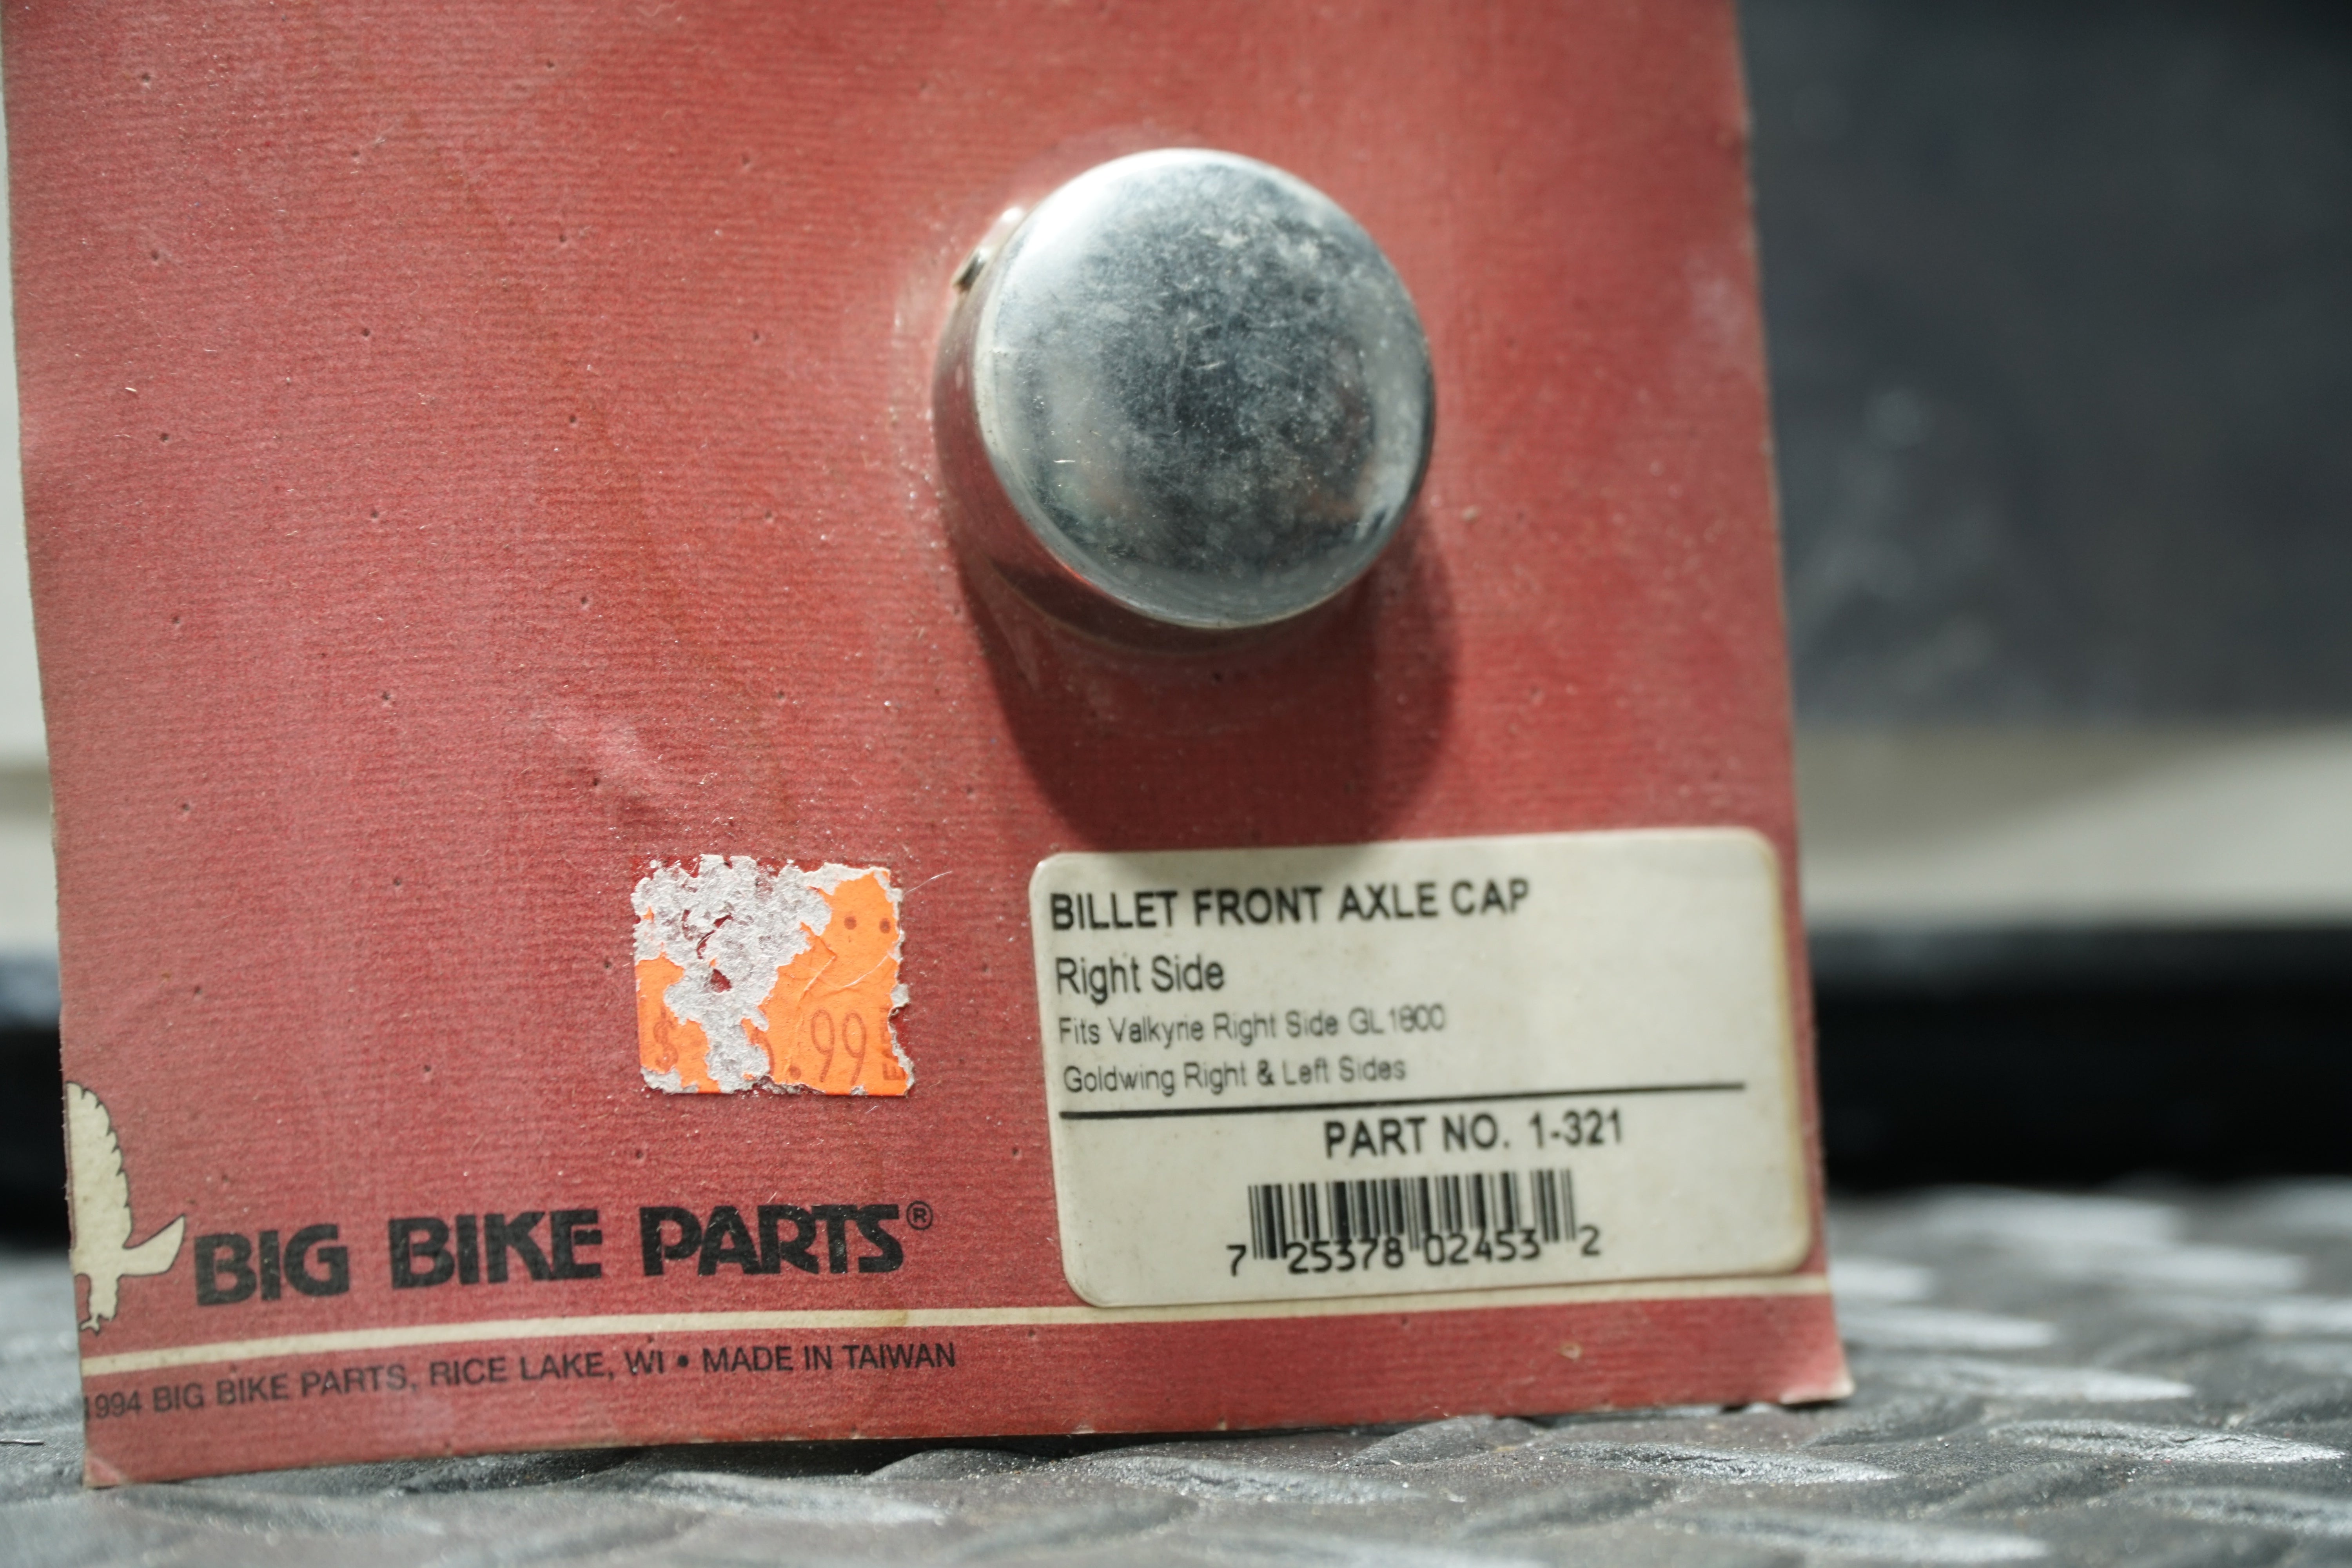 $ .99
BILLET FRONT AXLE CAP
Right Side
Fits Valkyrie Right Side GL1800
Goldwing Right & Left Sides
PART NO. 1-321
7 25378 02453 2
BIG BIKE PARTS®
1994 BIG BIKE PARTS, RICE LAKE, WI • MADE IN TAIWAN